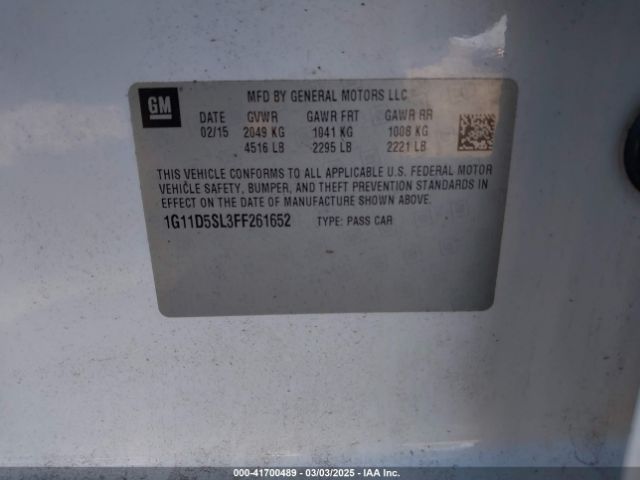 GM
MFD BY GENERAL MOTORS LLC
DATE GVWR GAWR FRT GAWR RR
02/15 2049 KG 1041 KG 1008 KG
4516 LB 2295 LB 2221 LB
THIS VEHICLE CONFORMS TO ALL APPLICABLE U.S. FEDERAL MOTOR
VEHICLE SAFETY, BUMPER, AND THEFT PREVENTION STANDARDS IN
EFFECT ON THE DATE OF MANUFACTURE SHOWN ABOVE.
1G11D5SL3FF261652 TYPE: PASS CAR
000-41700489 - 03/03/2025 - IAA Inc.